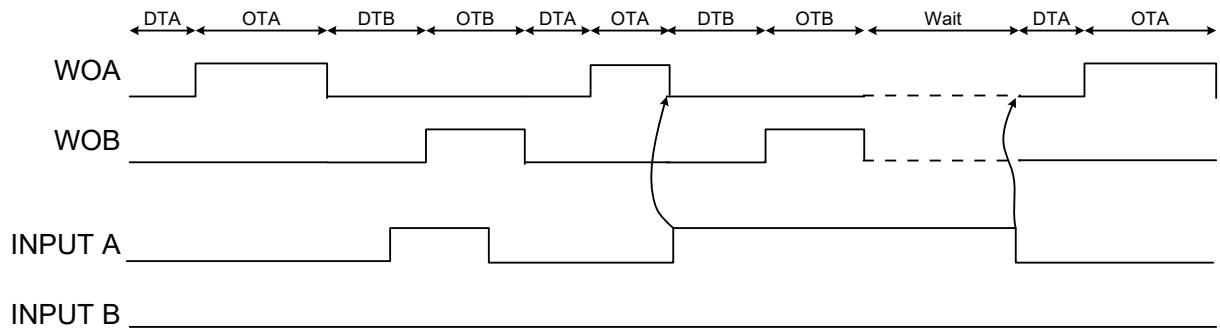 DTA OTA DTB OTB DTA OTA DTB OTB Wait DTA OTA
WOA
WOB
INPUT A
INPUT B